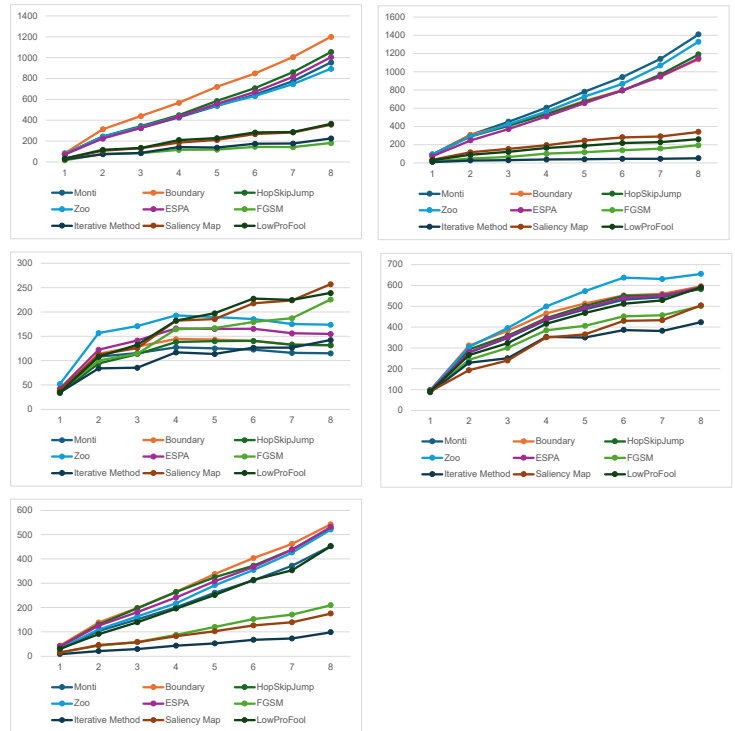 1400
1200
1000
800
600
400
200
0
1 2 3 4 5 6 7 8
Monti Boundary HopSkipJump
Zoo ESPA FGSM
Iterative Method Saliency Map LowProFool
1600
1400
1200
1000
800
600
400
200
0
1 2 3 4 5 6 7 8
Monti Boundary HopSkipJump
Zoo ESPA FGSM
Iterative Method Saliency Map LowProFool
300
250
200
150
100
50
0
1 2 3 4 5 6 7 8
Monti Boundary HopSkipJump
Zoo ESPA FGSM
Iterative Method Saliency Map LowProFool
700
600
500
400
300
200
100
0
1 2 3 4 5 6 7 8
Monti Boundary HopSkipJump
Zoo ESPA FGSM
Iterative Method Saliency Map LowProFool
600
500
400
300
200
100
0
1 2 3 4 5 6 7 8
Monti Boundary HopSkipJump
Zoo ESPA FGSM
Iterative Method Saliency Map LowProFool